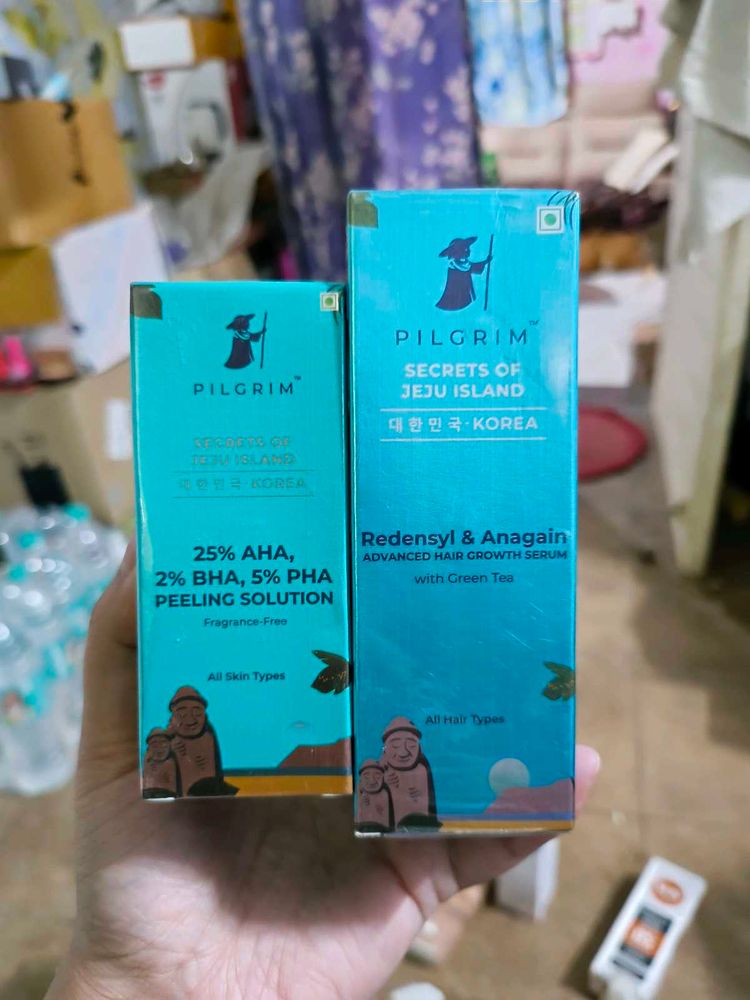 PILGRIM™
SECRETS OF
JEJU ISLAND
대한민국·KOREA
25% AHA,
2% BHA, 5% PHA
PEELING SOLUTION
Fragrance-Free
All Skin Types
PILGRIM™
SECRETS OF
JEJU ISLAND
대한민국·KOREA
Redensyl & Anagain
ADVANCED HAIR GROWTH SERUM
with Green Tea
All Hair Types